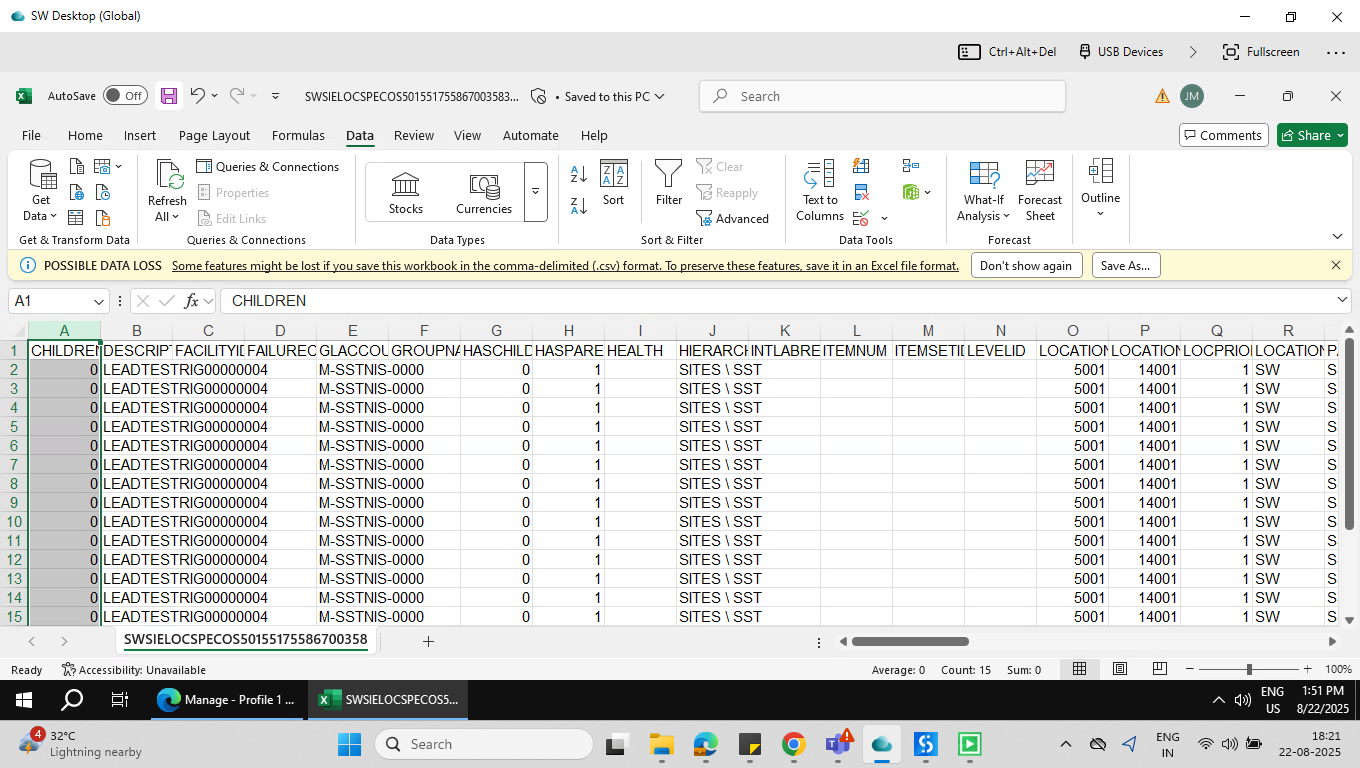 SW Desktop (Global)
Ctrl+Alt+Del USB Devices Fullscreen
AutoSave Off SWSIELOCSPECOS501551755867003583... • Saved to this PC Search JM
File Home Insert Page Layout Formulas Data Review View Automate Help Comments Share
Get Data Refresh All Queries & Connections Properties Edit Links Stocks Currencies Sort Filter Clear Reapply Advanced Text to Columns What-If Analysis Forecast Sheet Outline
Get & Transform Data Queries & Connections Data Types Sort & Filter Data Tools Forecast
POSSIBLE DATA LOSS Some features might be lost if you save this workbook in the comma-delimited (.csv) format. To preserve these features, save it in an Excel file format. Don't show again Save As...
A1 fx CHILDREN
A B C D E F G H I J K L M N O P Q R
1 CHILDREN DESCRIPT FACILITYID FAILUREC GLACCOU GROUPNA HASCHILD HASPARE HEALTH HIERARCH INTLABRE ITEMNUM ITEMSETID LEVELID LOCATION LOCATION LOCPRIO LOCATION PA
2 0 LEADTESTRIG00000004 M-SSTNIS-0000 0 1 SITES \ SST 5001 14001 1 SW S
3 0 LEADTESTRIG00000004 M-SSTNIS-0000 0 1 SITES \ SST 5001 14001 1 SW S
4 0 LEADTESTRIG00000004 M-SSTNIS-0000 0 1 SITES \ SST 5001 14001 1 SW S
5 0 LEADTESTRIG00000004 M-SSTNIS-0000 0 1 SITES \ SST 5001 14001 1 SW S
6 0 LEADTESTRIG00000004 M-SSTNIS-0000 0 1 SITES \ SST 5001 14001 1 SW S
7 0 LEADTESTRIG00000004 M-SSTNIS-0000 0 1 SITES \ SST 5001 14001 1 SW S
8 0 LEADTESTRIG00000004 M-SSTNIS-0000 0 1 SITES \ SST 5001 14001 1 SW S
9 0 LEADTESTRIG00000004 M-SSTNIS-0000 0 1 SITES \ SST 5001 14001 1 SW S
10 0 LEADTESTRIG00000004 M-SSTNIS-0000 0 1 SITES \ SST 5001 14001 1 SW S
11 0 LEADTESTRIG00000004 M-SSTNIS-0000 0 1 SITES \ SST 5001 14001 1 SW S
12 0 LEADTESTRIG00000004 M-SSTNIS-0000 0 1 SITES \ SST 5001 14001 1 SW S
13 0 LEADTESTRIG00000004 M-SSTNIS-0000 0 1 SITES \ SST 5001 14001 1 SW S
14 0 LEADTESTRIG00000004 M-SSTNIS-0000 0 1 SITES \ SST 5001 14001 1 SW S
15 0 LEADTESTRIG00000004 M-SSTNIS-0000 0 1 SITES \ SST 5001 14001 1 SW S
SWSIELOCSPECOS50155175586700358
Ready Accessibility: Unavailable Average: 0 Count: 15 Sum: 0 100%
Manage - Profile 1 ... SWSIELOCSPECOS5... ENG US 1:51 PM 8/22/2025
4 32°C Lightning nearby Search ENG IN 18:21 22-08-2025